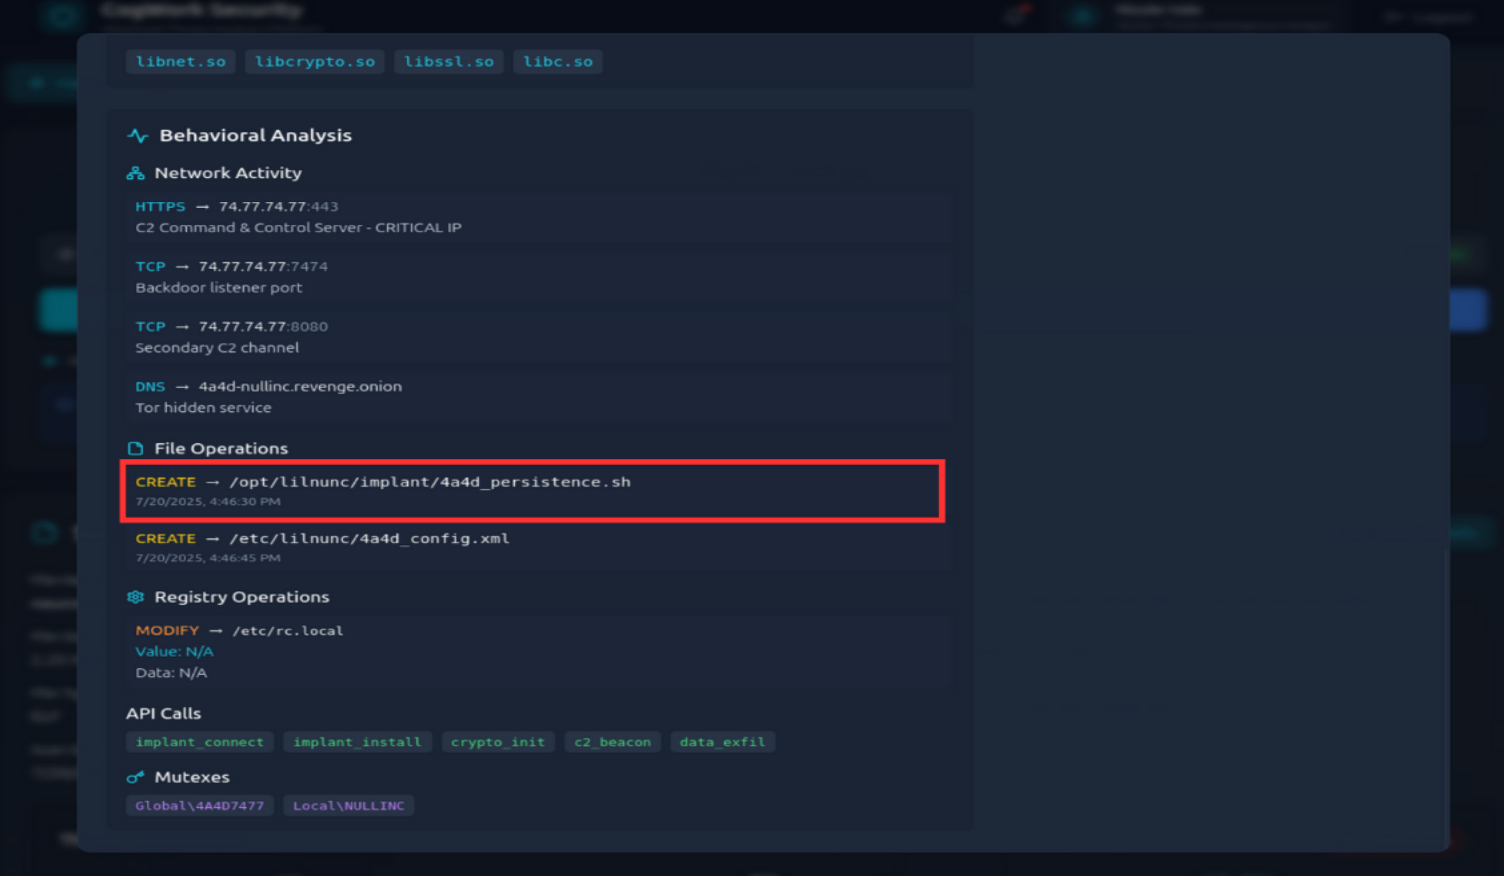 CogWork Security
Logout
libnet.so libcrypto.so libssl.so libc.so
Behavioral Analysis
Network Activity
HTTPS → 74.77.74.77:443
C2 Command & Control Server - CRITICAL IP
TCP → 74.77.74.77:7474
Backdoor listener port
TCP → 74.77.74.77:8080
Secondary C2 channel
DNS → 4a4d-nullinc.revenge.onion
Tor hidden service
File Operations
CREATE → /opt/lilnunc/implant/4a4d_persistence.sh
7/20/2025, 4:46:30 PM
CREATE → /etc/lilnunc/4a4d_config.xml
7/20/2025, 4:46:45 PM
Registry Operations
MODIFY → /etc/rc.local
Value: N/A
Data: N/A
API Calls
implant_connect implant_install crypto_init c2_beacon data_exfil
Mutexes
Global\4A4D7477 Local\NULLINC